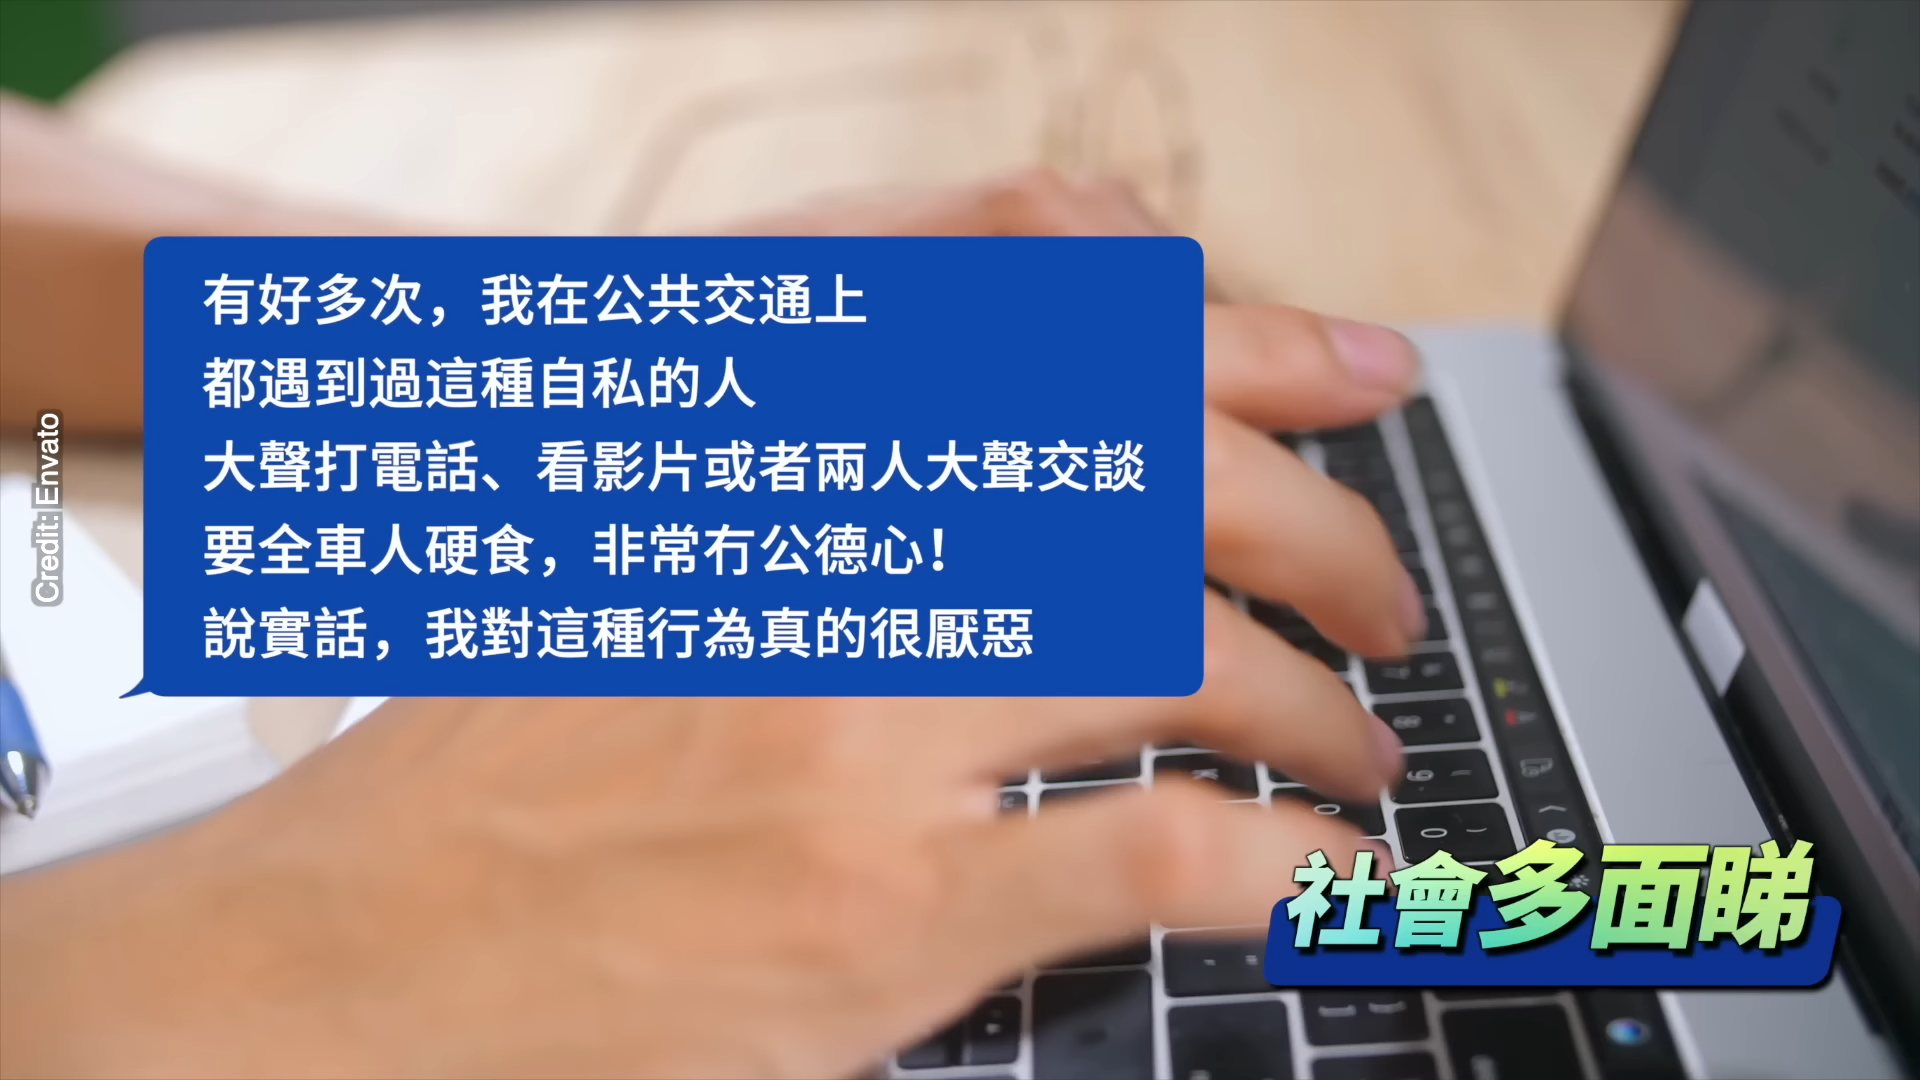 有好多次，我在公共交通上
都遇到過這種自私的人
大聲打電話、看影片或者兩人大聲交談
要全車人硬食，非常冇公德心！
說實話，我對這種行為真的很厭惡
Credit: Envato
社會多面睇